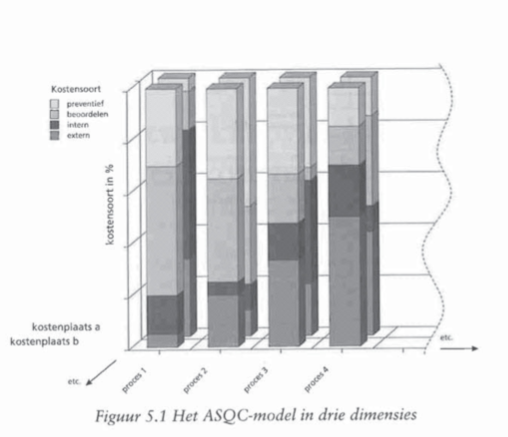 Kostensoort
preventief
beoordelen
intern
extern
kostensoort in %
kostenplaats a
kostenplaats b
etc.
etc.
proces 1
proces 2
proces 3
proces 4
Figuur 5.1 Het ASQC-model in drie dimensies